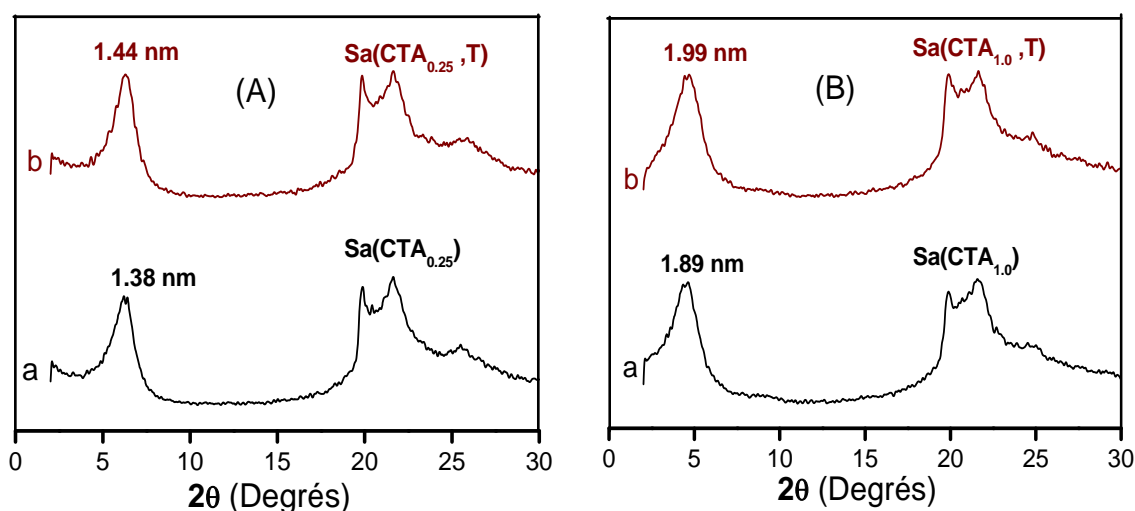 1.44 nm
Sa(CTA0.25 ,T)
(A)
b
Sa(CTA0.25)
1.38 nm
a
0 5 10 15 20 25 30
2θ (Degrés)
1.99 nm
Sa(CTA1.0 ,T)
(B)
b
Sa(CTA1.0)
1.89 nm
a
0 5 10 15 20 25 30
2θ (Degrés)